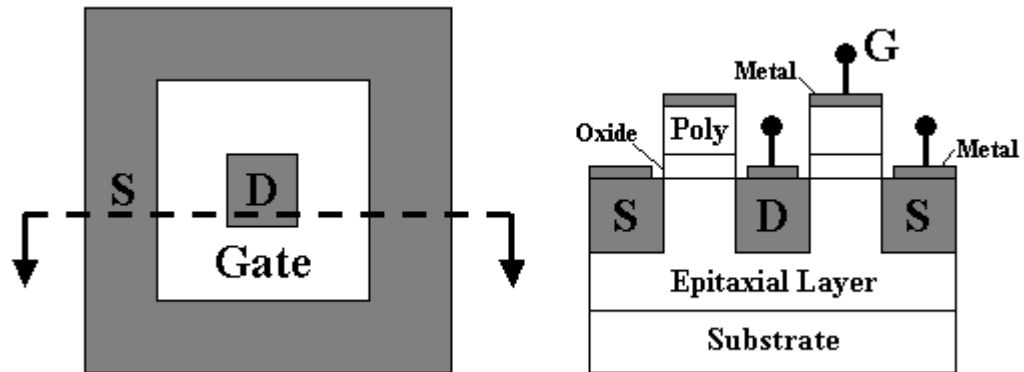 S
D
Gate
G
Metal
Oxide
Poly
Metal
S
D
S
Epitaxial Layer
Substrate